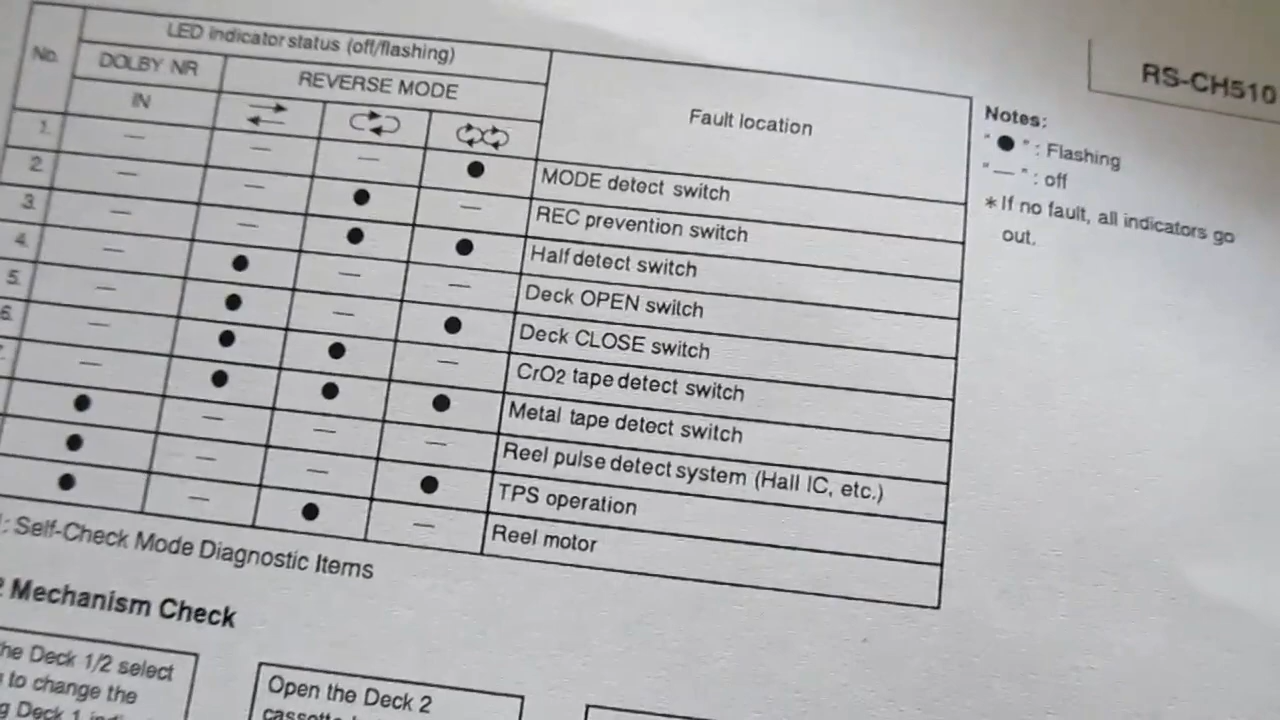 RS-CH510
LED indicator status (off/flashing)
No.
DOLBY NR
REVERSE MODE
Fault location
IN
Notes:
" ● " : Flashing
" — " : off
* If no fault, all indicators go
out.
1. — — — ● MODE detect switch
2. — — ● — REC prevention switch
3. — — ● ● Half detect switch
4. — ● — — Deck OPEN switch
5. — ● — ● Deck CLOSE switch
6. — ● ● — CrO2 tape detect switch
— ● ● ● Metal tape detect switch
● — — — Reel pulse detect system (Hall IC, etc.)
● — — ● TPS operation
● — ● — Reel motor
: Self-Check Mode Diagnostic Items
Mechanism Check
the Deck 1/2 select
to change the
Deck 1
Open the Deck 2